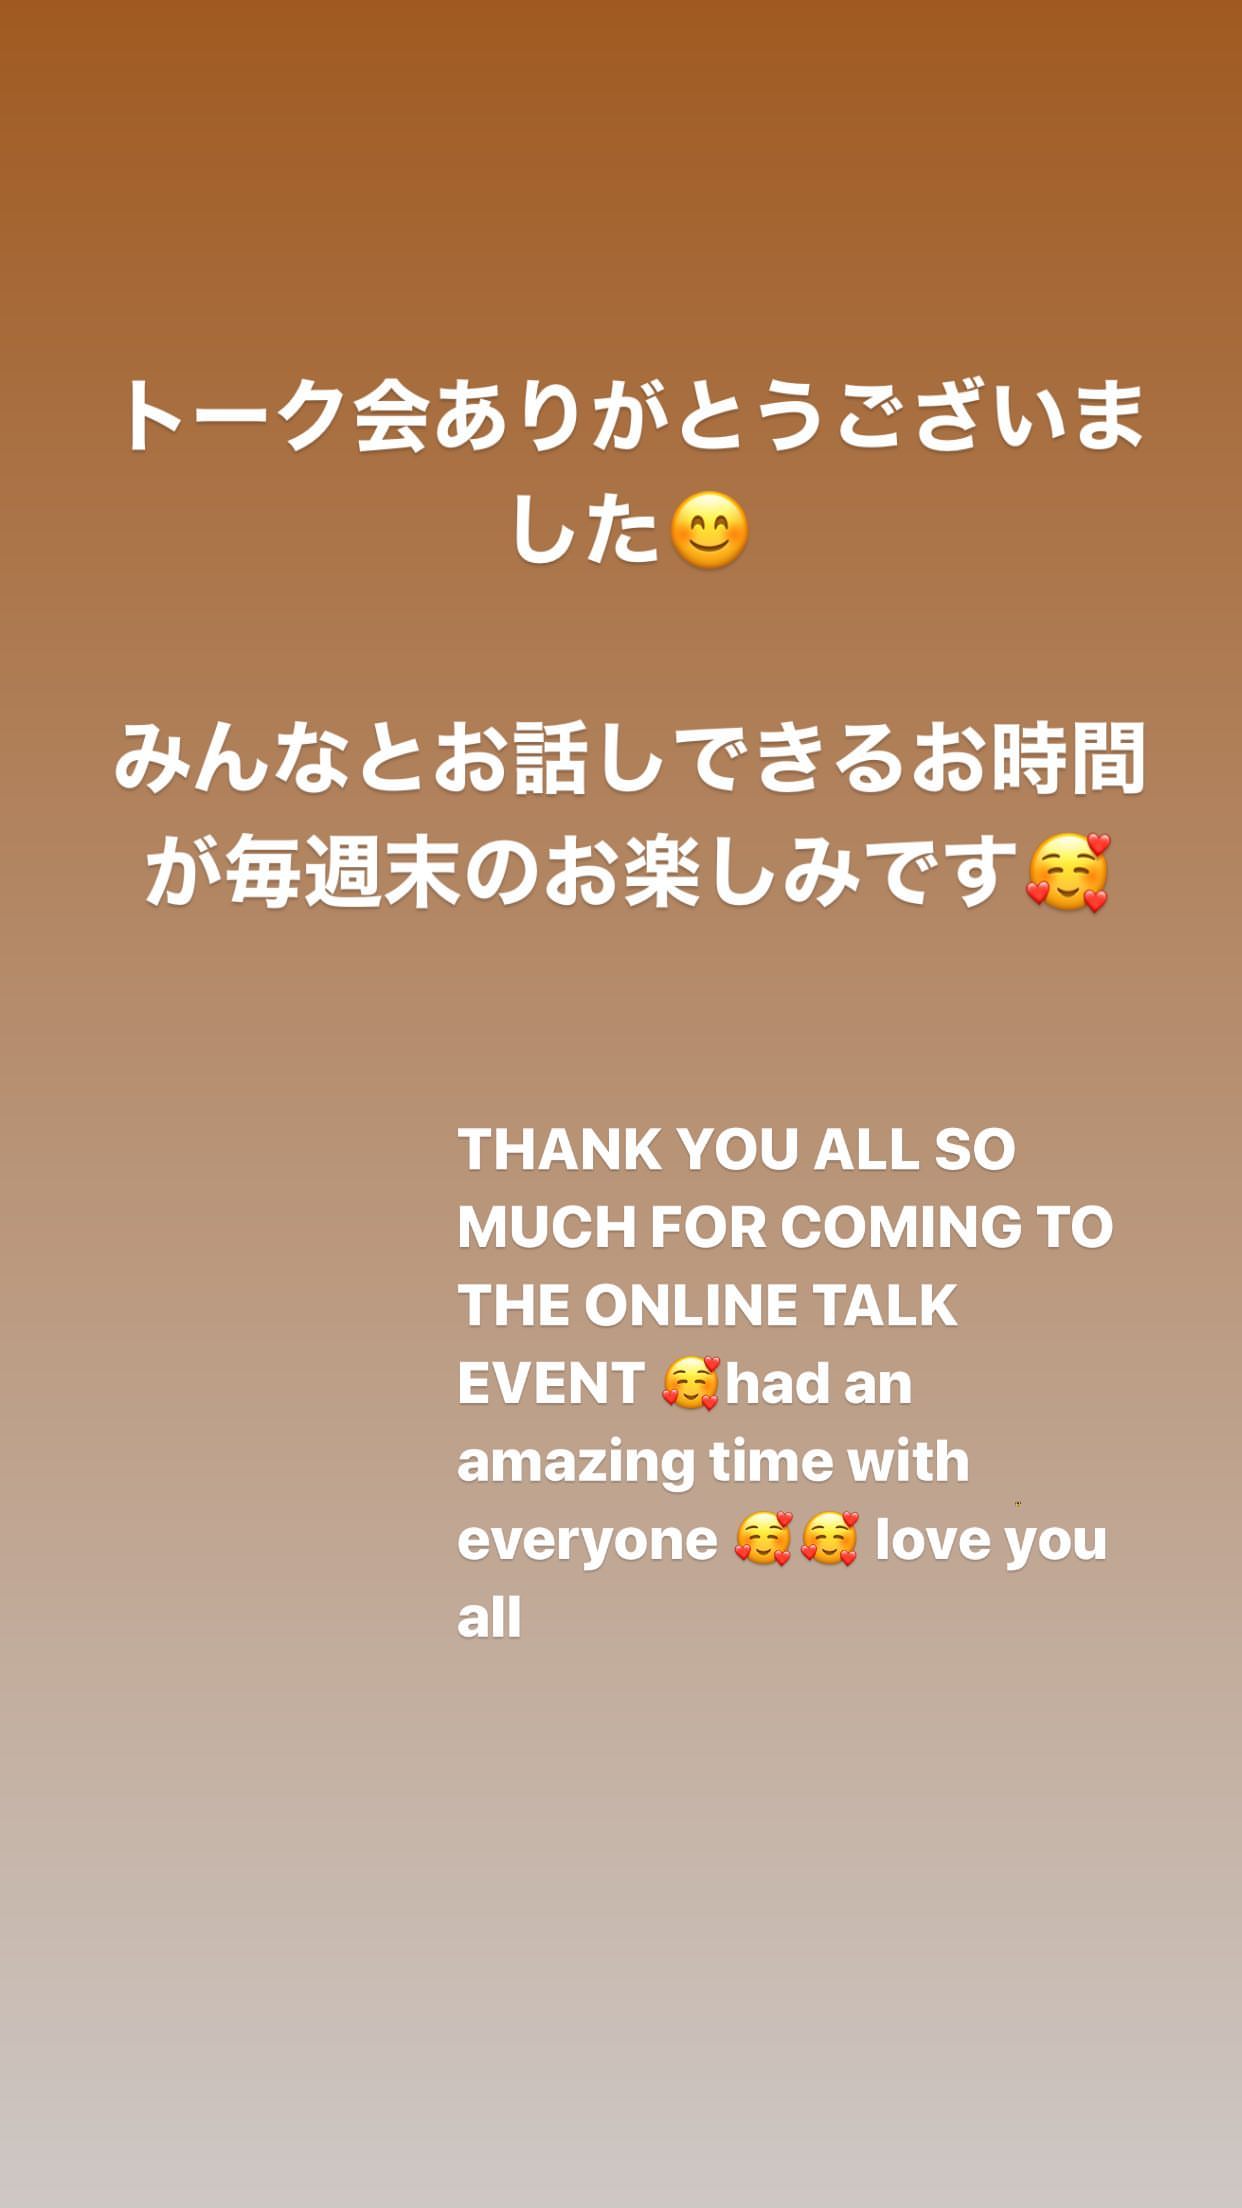 トーク会ありがとうございま
した😊
みんなとお話しできるお時間
が毎週末のお楽しみです🥰
THANK YOU ALL SO
MUCH FOR COMING TO
THE ONLINE TALK
EVENT 🥰had an
amazing time with
everyone 🥰🥰 love you
all